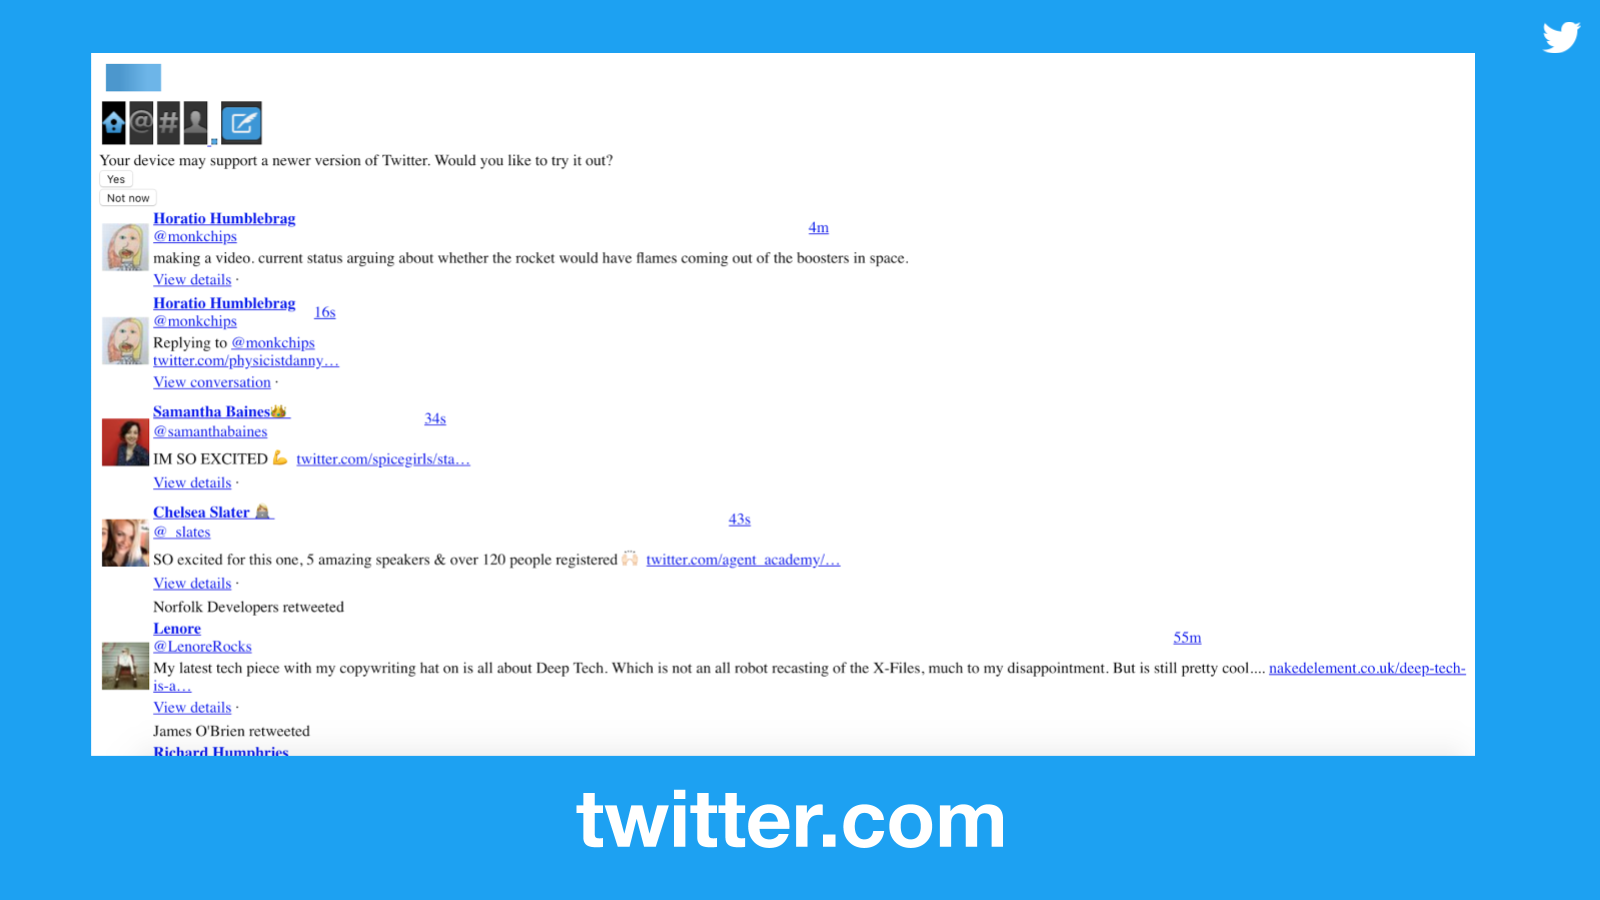 @ #
Your device may support a newer version of Twitter. Would you like to try it out?
Yes
Not now
Horatio Humblebrag
@monkchips
4m
making a video. current status arguing about whether the rocket would have flames coming out of the boosters in space.
View details ·
Horatio Humblebrag
@monkchips
16s
Replying to @monkchips
twitter.com/physicistdanny…
View conversation ·
Samantha Baines
@samanthabaines
34s
IM SO EXCITED 💪 twitter.com/spicegirls/sta…
View details ·
Chelsea Slater
@_slates
43s
SO excited for this one, 5 amazing speakers & over 120 people registered 🙌🏻 twitter.com/agent_academy/…
View details ·
Norfolk Developers retweeted
Lenore
@LenoreRocks
55m
My latest tech piece with my copywriting hat on is all about Deep Tech. Which is not an all robot recasting of the X-Files, much to my disappointment. But is still pretty cool.... nakedelement.co.uk/deep-tech-
is-a…
View details ·
James O'Brien retweeted
Richard Humphries
twitter.com